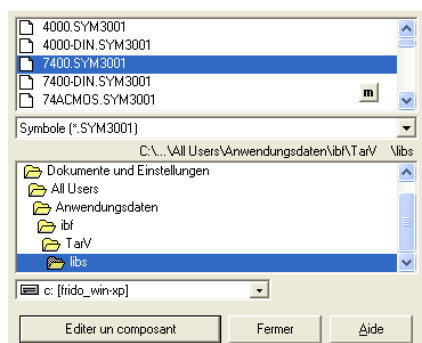 4000.SYM3001
4000-DIN.SYM3001
7400.SYM3001
7400-DIN.SYM3001
74ACMOS.SYM3001
m
Symbole (*.SYM3001)
C:\...\All Users\Anwendungsdaten\ibf\TarV \libs
Dokumente und Einstellungen
All Users
Anwendungsdaten
ibf
TarV
libs
c: [frido_win-xp]
Editer un composant Fermer Aide